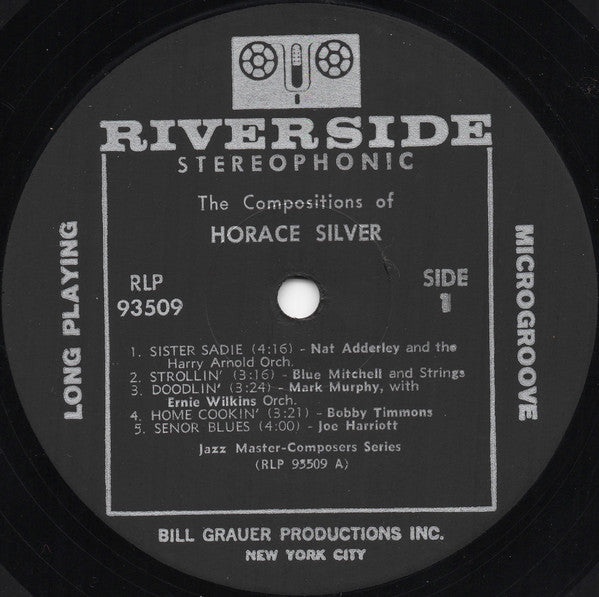 RIVERSIDE
STEREOPHONIC
The Compositions of
HORACE SILVER
LONG PLAYING
RLP
93509
SIDE
1
MICROGROOVE
1. SISTER SADIE (4:16) - Nat Adderley and the
Harry Arnold Orch.
2. STROLLIN' (3:16) - Blue Mitchell and Strings
3. DOODLIN' (3:24) - Mark Murphy, with
Ernie Wilkins Orch.
4. HOME COOKIN' (3:21) - Bobby Timmons
5. SENOR BLUES (4:00) - Joe Harriott
Jazz Master-Composers Series
(RLP 93509 A)
BILL GRAUER PRODUCTIONS INC.
NEW YORK CITY